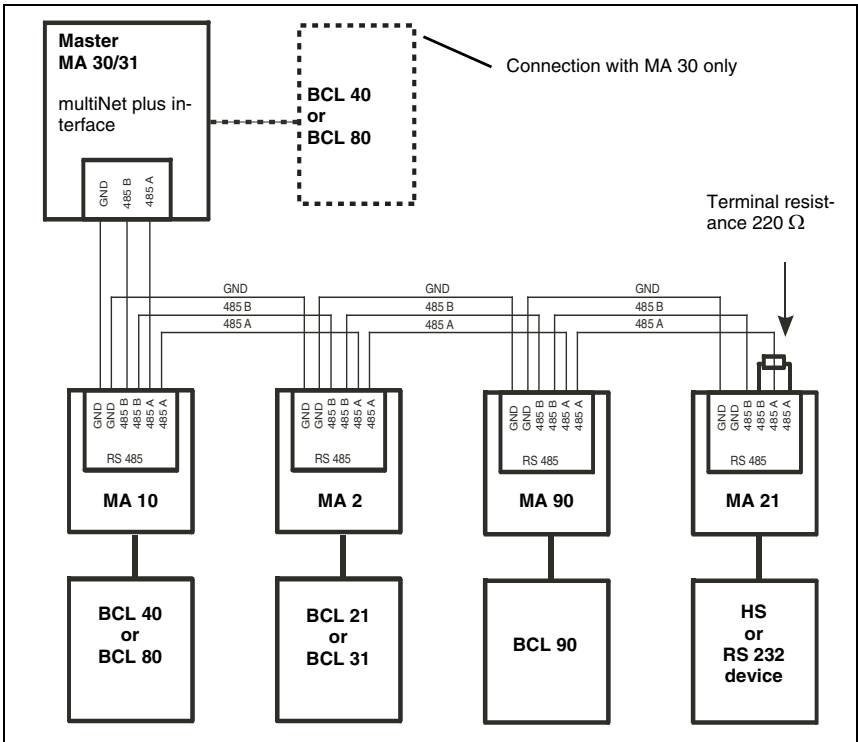 Master
MA 30/31
multiNet plus in-
terface
GND
485 B
485 A
BCL 40
or
BCL 80
Connection with MA 30 only
Terminal resist-
ance 220 Ω
GND
485 B
485 A
GND
485 B
485 A
GND
485 B
485 A
GND
GND
485 B
485 B
485 A
485 A
RS 485
MA 10
GND
GND
485 B
485 B
485 A
485 A
RS 485
MA 2
GND
GND
485 B
485 B
485 A
485 A
RS 485
MA 90
GND
GND
485 B
485 B
485 A
485 A
RS 485
MA 21
BCL 40
or
BCL 80
BCL 21
or
BCL 31
BCL 90
HS
or
RS 232
device